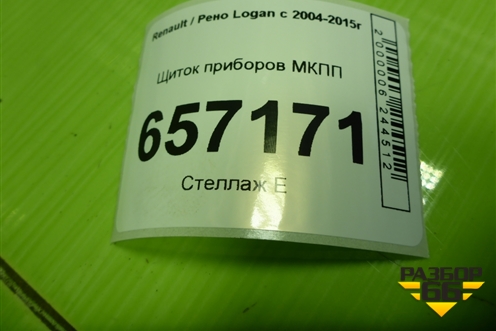 Renault / Рено Logan с 2004-2015г
Щиток приборов МКПП
657171
Стеллаж Е
2000006244512
РАЗБОР
66